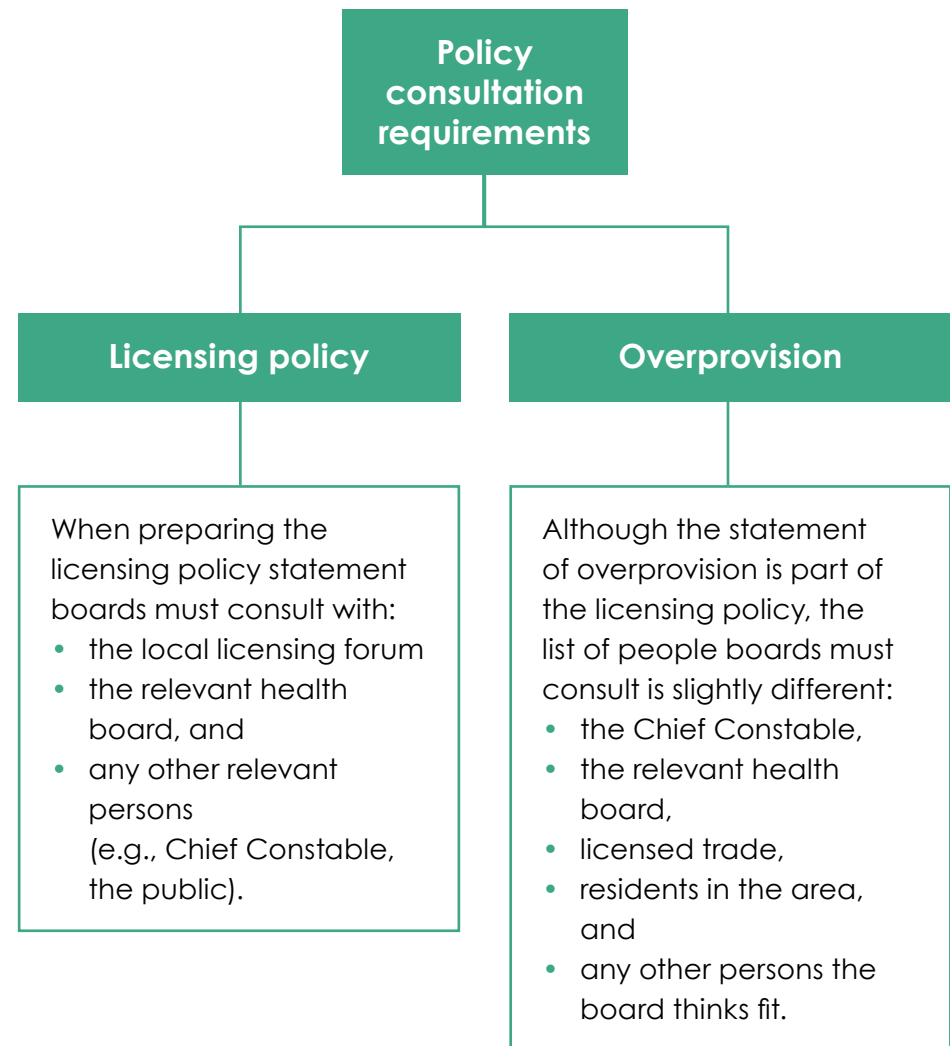 Policy
consultation
requirements
Licensing policy
When preparing the
licensing policy statement
boards must consult with:
• the local licensing forum
• the relevant health
board, and
• any other relevant
persons
(e.g., Chief Constable,
the public).
Overprovision
Although the statement
of overprovision is part of
the licensing policy, the
list of people boards must
consult is slightly different:
• the Chief Constable,
• the relevant health
board,
• licensed trade,
• residents in the area,
and
• any other persons the
board thinks fit.